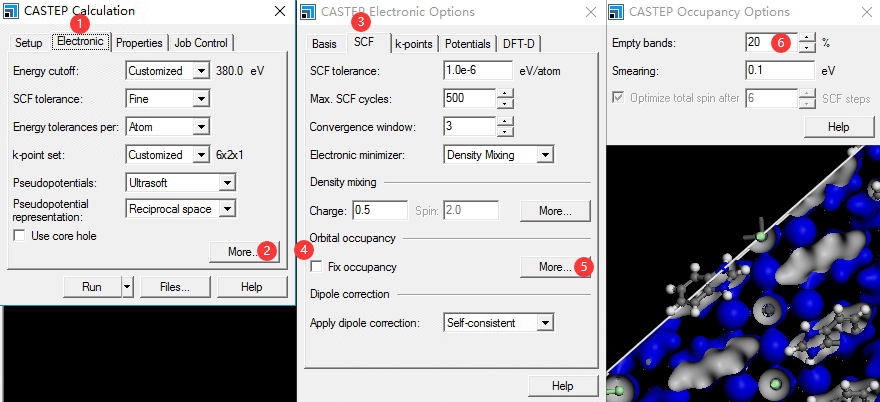 CASTEP Calculation
1
Setup Electronic Properties Job Control
Energy cutoff: Customized 380.0 eV
SCF tolerance: Fine
Energy tolerances per: Atom
k-point set: Customized 6x2x1
Pseudopotentials: Ultrasoft
Pseudopotential
representation: Reciprocal space
Use core hole
More... 2
Run Files... Help
CASTEP Electronic Options
3
Basis SCF k-points Potentials DFT-D
SCF tolerance: 1.0e-6 eV/atom
Max. SCF cycles: 500
Convergence window: 3
Electronic minimizer: Density Mixing
Density mixing
Charge: 0.5 Spin: 2.0 More...
Orbital occupancy
4
Fix occupancy More... 5
Dipole correction
Apply dipole correction: Self-consistent
Help
CASTEP Occupancy Options
Empty bands: 20 6 %
Smearing: 0.1 eV
Optimize total spin after 6 SCF steps
Help